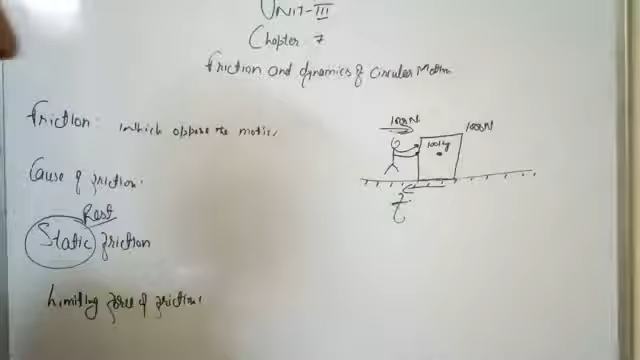 UNIT-III
Chapter 7
Friction and dynamics of Circular Motion
Friction: which oppose the motion.
100N
100N
100kg
Cause of friction:
Rest
Static friction
f
Limiting force of friction: